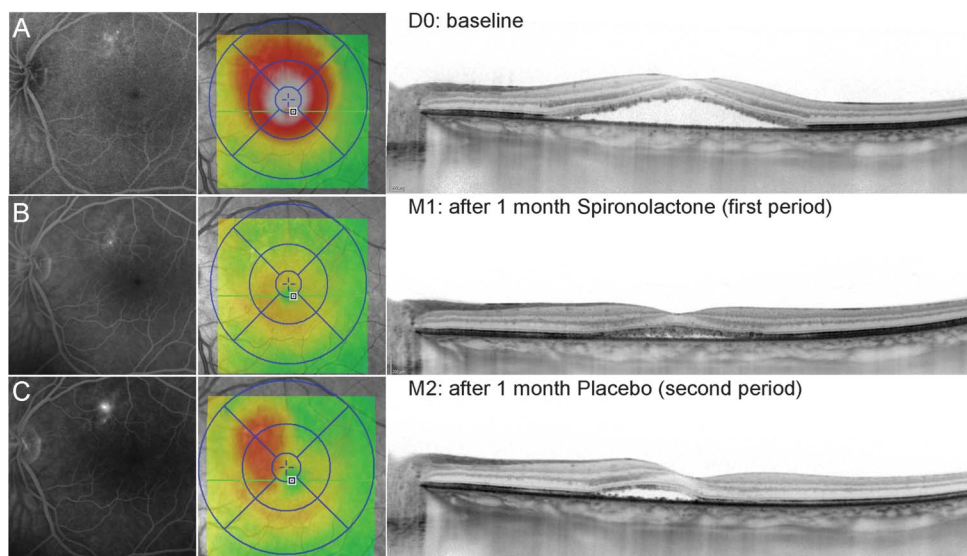 A
D0: baseline
B
M1: after 1 month Spironolactone (first period)
C
M2: after 1 month Placebo (second period)